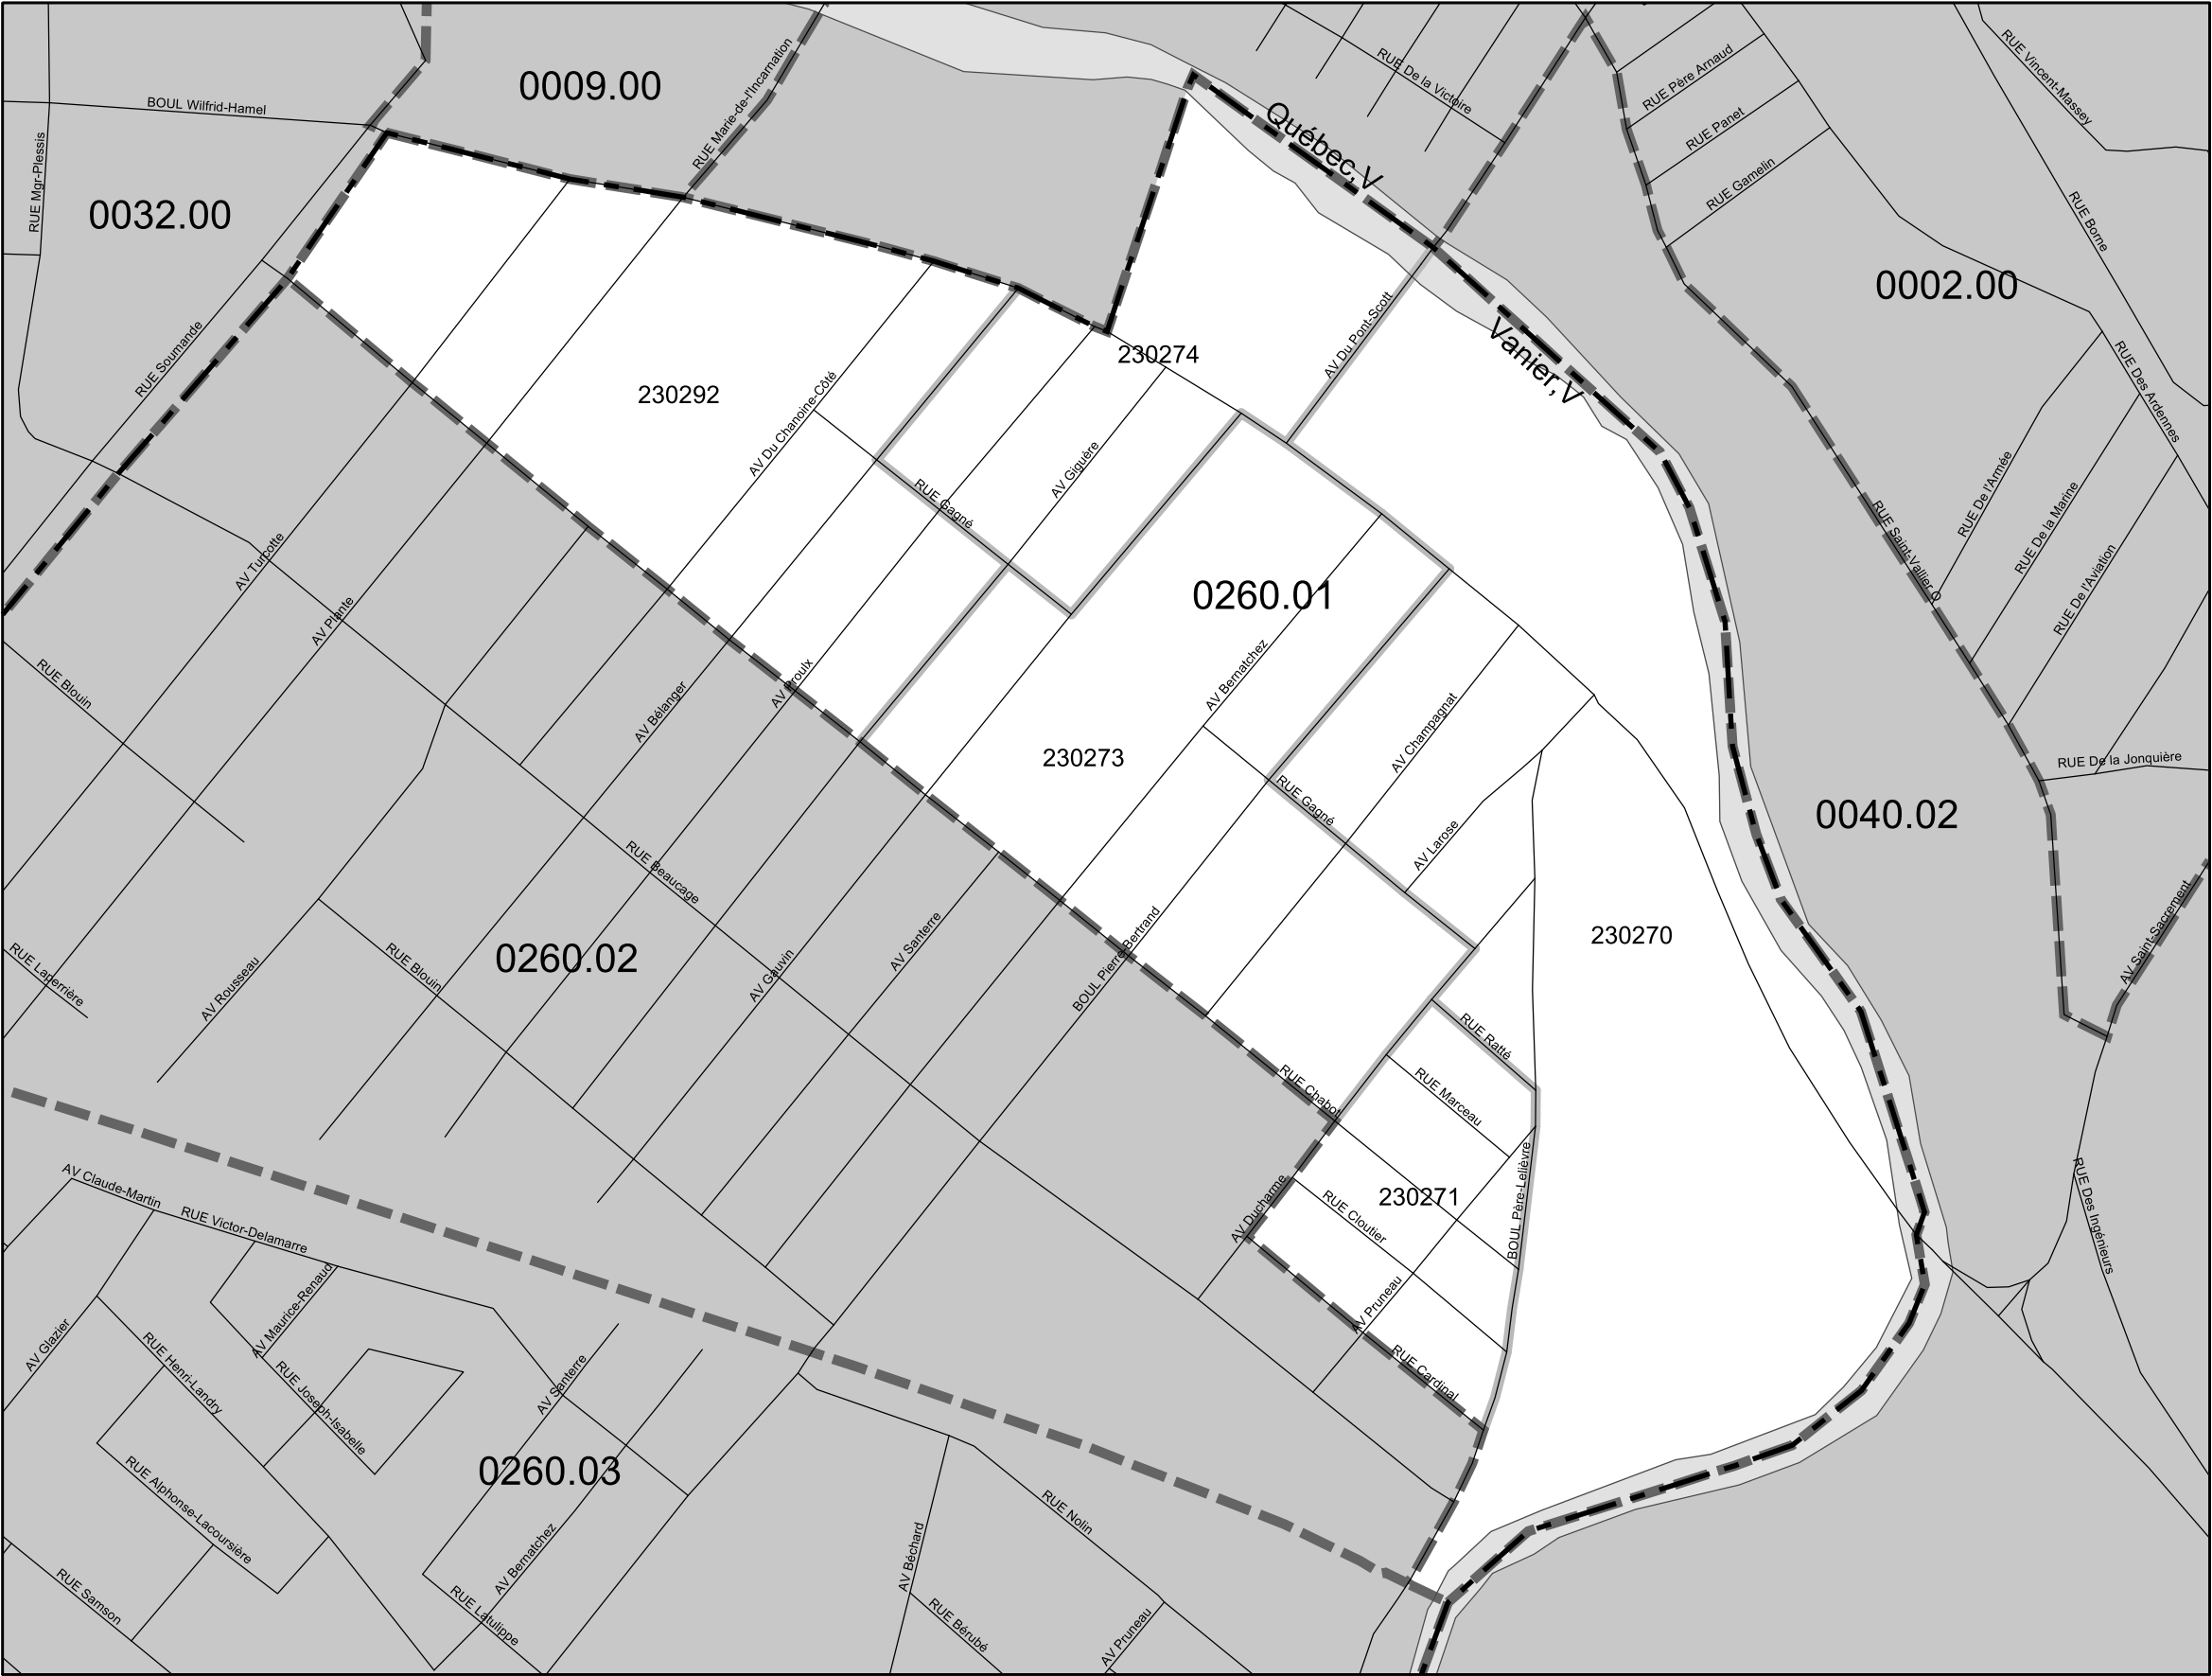 RUE Vincent-Massey
RUE Marie-de-l'Incarnation
RUE De la Victoire
RUE Père Arnaud
0009.00
BOUL Wilfrid-Hamel
Québec, V
RUE Panet
RUE Mgr-Plessis
RUE Gamelin
0032.00
RUE Borne
0002.00
AV Du Pont-Scott
RUE Soumande
230274
Vanier, V
RUE Des Ardennes
230292
AV Du Chanoine-Côté
AV Giguère
RUE Gagné
RUE De l'Armée
RUE De la Marine
RUE Saint-Vallier O
RUE De l'Aviation
AV Turcotte
0260.01
AV Plante
RUE Blouin
AV Bernatchez
AV Proulx
AV Bélanger
AV Champagnat
230273
RUE De la Jonquière
RUE Gagné
0040.02
AV Larose
RUE Beaucage
230270
AV Saint-Sacrement
AV Santerre
BOUL Pierre-Bertrand
0260.02
RUE Blouin
RUE Laperrière
AV Rousseau
AV Gauvin
RUE Ratté
RUE Marceau
RUE Chabot
BOUL Père-Lelièvre
AV Claude-Martin
RUE Victor-Delamarre
AV Ducharme
230271
RUE Cloutier
RUE Des Ingénieurs
AV Maurice-Renaud
AV Pruneau
AV Glazier
RUE Henri-Landry
RUE Joseph-Isabelle
AV Santerre
RUE Cardinal
0260.03
RUE Alphonse-Lacoursière
RUE Nolin
AV Bernatchez
AV Béchard
RUE Samson
RUE Latulippe
RUE Bérubé
AV Pruneau